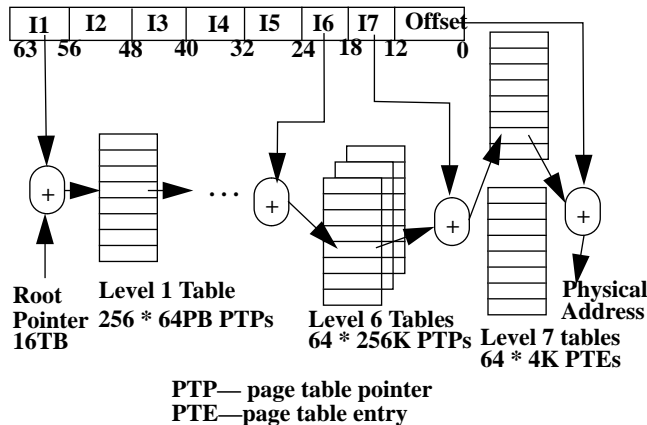 I1 I2 I3 I4 I5 I6 I7 Offset
63 56 48 40 32 24 18 12 0
+ . . . + + +
Root
Pointer
16TB
Level 1 Table
256 * 64PB PTPs
Level 6 Tables
64 * 256K PTPs
Level 7 tables
64 * 4K PTEs
Physical
Address
PTP— page table pointer
PTE—page table entry